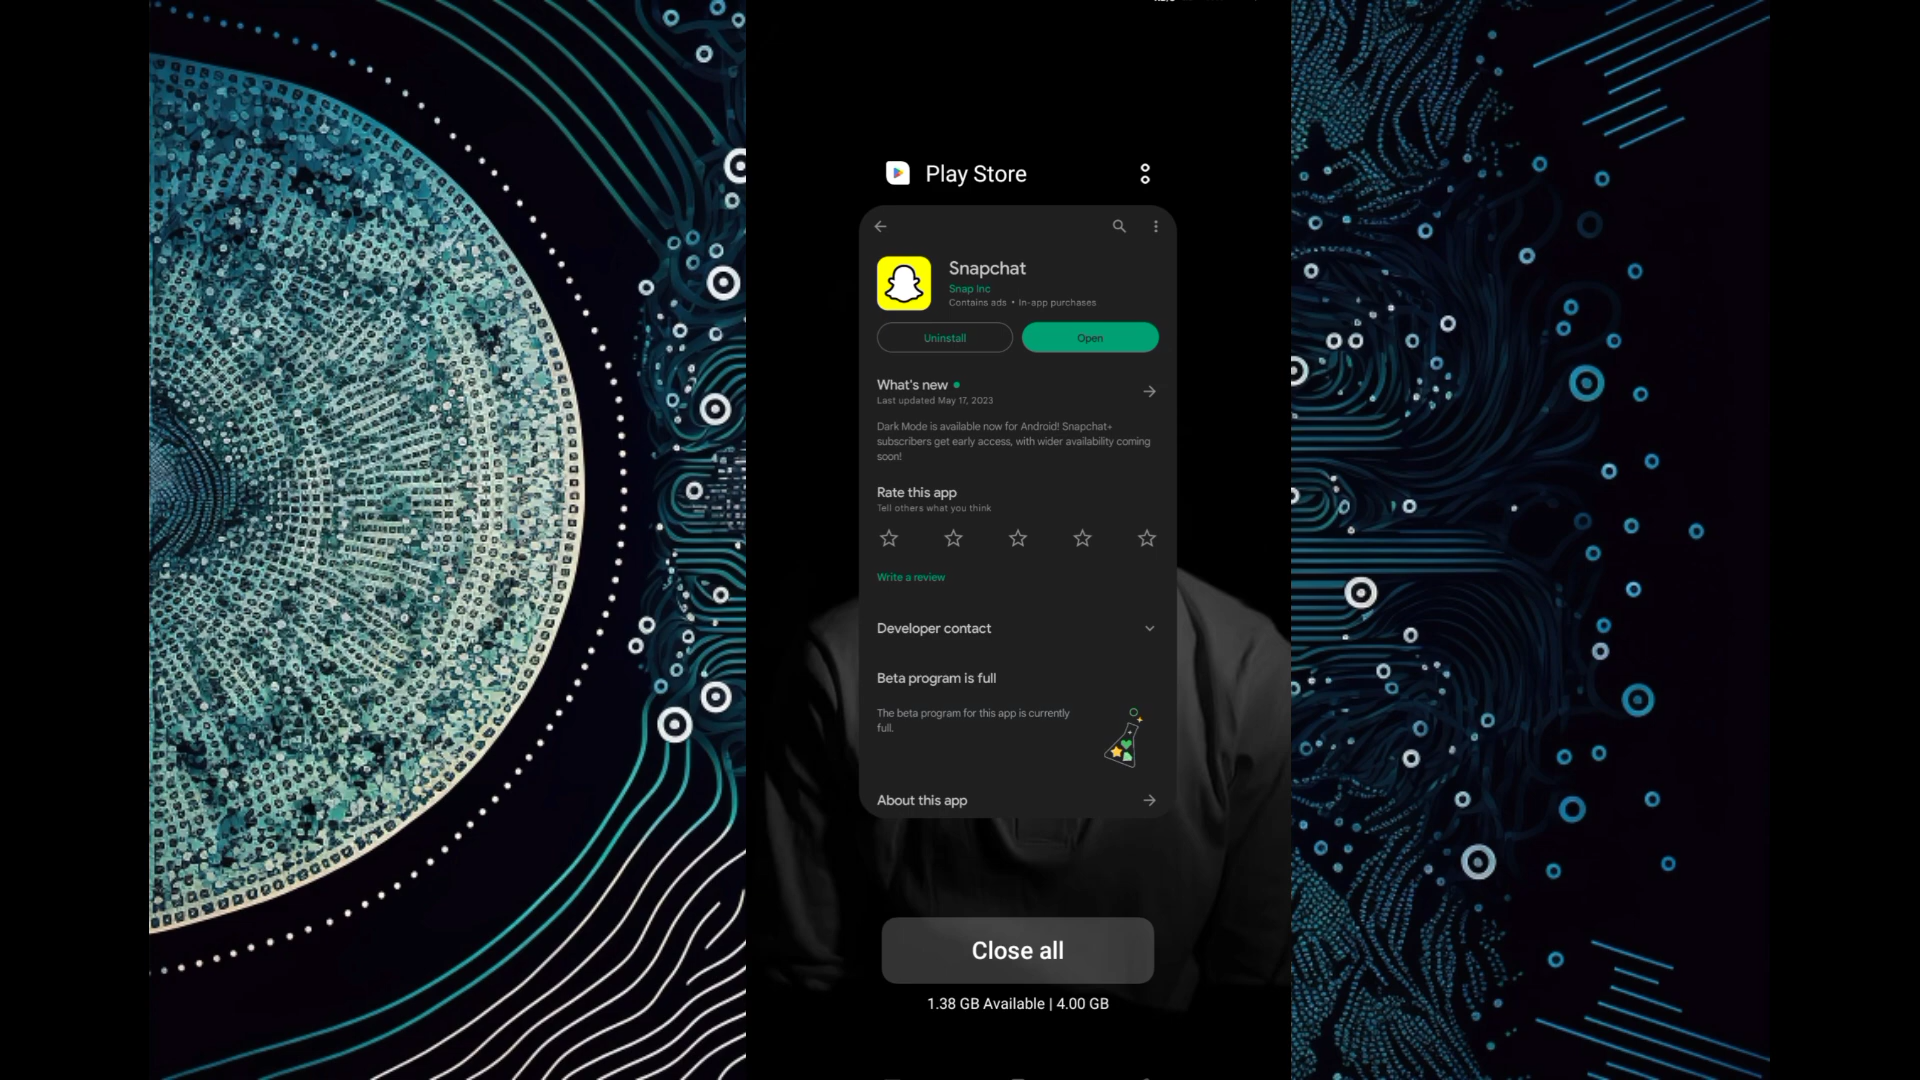 Play Store
Snapchat
Snap Inc
Contains ads • In-app purchases
Uninstall
Open
What's new
Last updated May 17, 2023
Dark Mode is available now for Android! Snapchat+
subscribers get early access, with wider availability coming
soon!
Rate this app
Tell others what you think
Write a review
Developer contact
Beta program is full
The beta program for this app is currently
full.
About this app
Close all
1.38 GB Available | 4.00 GB